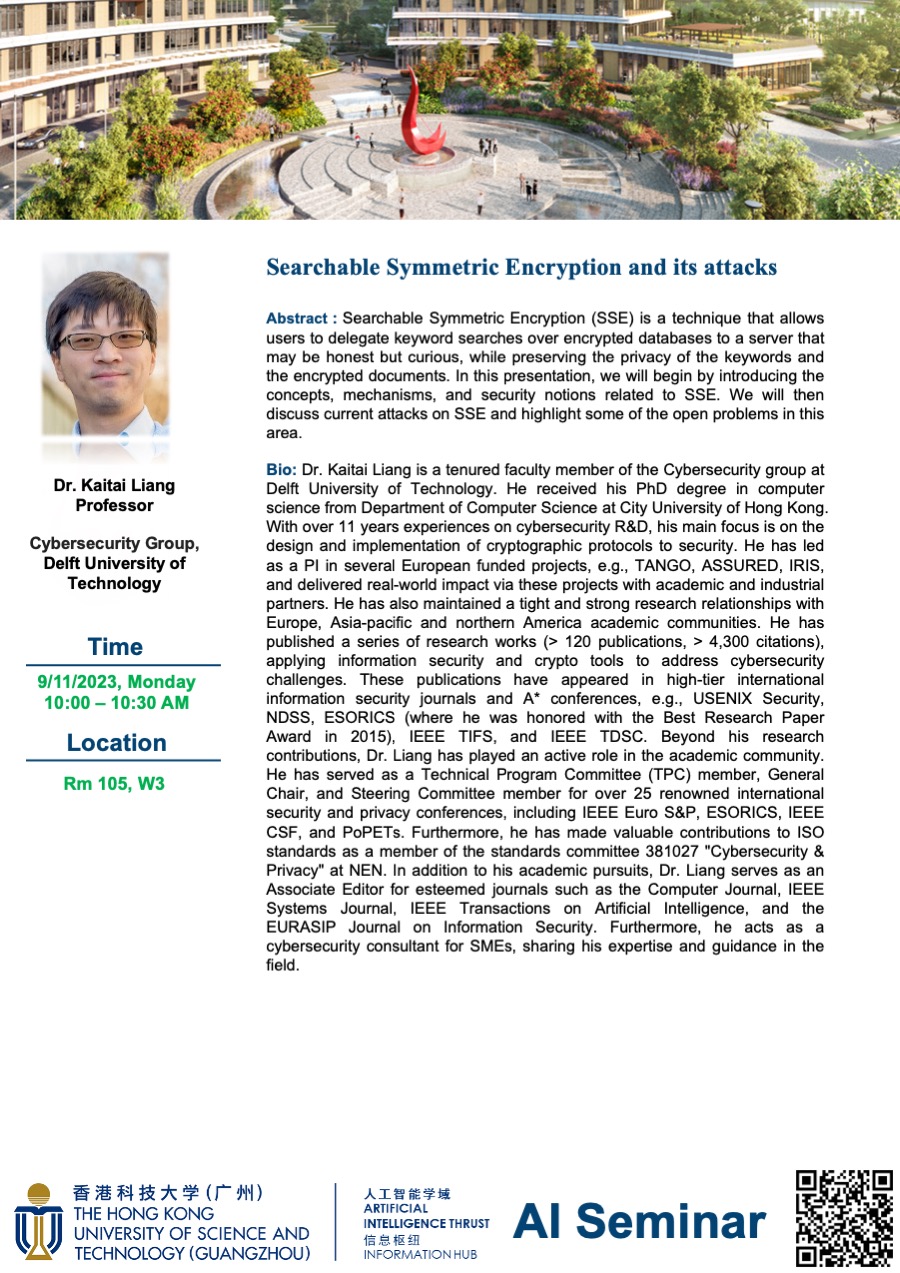 Searchable Symmetric Encryption and its attacks
Abstract : Searchable Symmetric Encryption (SSE) is a technique that allows
users to delegate keyword searches over encrypted databases to a server that
may be honest but curious, while preserving the privacy of the keywords and
the encrypted documents. In this presentation, we will begin by introducing the
concepts, mechanisms, and security notions related to SSE. We will then
discuss current attacks on SSE and highlight some of the open problems in this
area.
Bio: Dr. Kaitai Liang is a tenured faculty member of the Cybersecurity group at
Delft University of Technology. He received his PhD degree in computer
science from Department of Computer Science at City University of Hong Kong.
With over 11 years experiences on cybersecurity R&D, his main focus is on the
design and implementation of cryptographic protocols to security. He has led
as a PI in several European funded projects, e.g., TANGO, ASSURED, IRIS,
and delivered real-world impact via these projects with academic and industrial
partners. He has also maintained a tight and strong research relationships with
Europe, Asia-pacific and northern America academic communities. He has
published a series of research works (> 120 publications, > 4,300 citations),
applying information security and crypto tools to address cybersecurity
challenges. These publications have appeared in high-tier international
information security journals and A* conferences, e.g., USENIX Security,
NDSS, ESORICS (where he was honored with the Best Research Paper
Award in 2015), IEEE TIFS, and IEEE TDSC. Beyond his research
contributions, Dr. Liang has played an active role in the academic community.
He has served as a Technical Program Committee (TPC) member, General
Chair, and Steering Committee member for over 25 renowned international
security and privacy conferences, including IEEE Euro S&P, ESORICS, IEEE
CSF, and PoPETs. Furthermore, he has made valuable contributions to ISO
standards as a member of the standards committee 381027 "Cybersecurity &
Privacy" at NEN. In addition to his academic pursuits, Dr. Liang serves as an
Associate Editor for esteemed journals such as the Computer Journal, IEEE
Systems Journal, IEEE Transactions on Artificial Intelligence, and the
EURASIP Journal on Information Security. Furthermore, he acts as a
cybersecurity consultant for SMEs, sharing his expertise and guidance in the
field.
Dr. Kaitai Liang
Professor
Cybersecurity Group,
Delft University of
Technology
Time
9/11/2023, Monday
10:00 – 10:30 AM
Location
Rm 105, W3
香港科技大学(广州)
THE HONG KONG
UNIVERSITY OF SCIENCE AND
TECHNOLOGY (GUANGZHOU)
人工智能学域
ARTIFICIAL
INTELLIGENCE THRUST
信息枢纽
INFORMATION HUB
AI Seminar